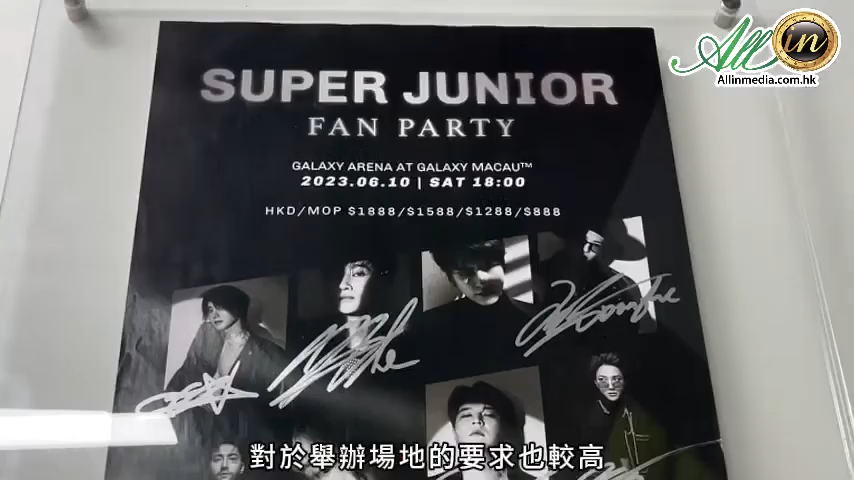 All in
Allinmedia.com.hk
SUPER JUNIOR
FAN PARTY
GALAXY ARENA AT GALAXY MACAU™
2023.06.10 | SAT 18:00
HKD/MOP $1888/$1588/$1288/$888
對於舉辦場地的要求也較高